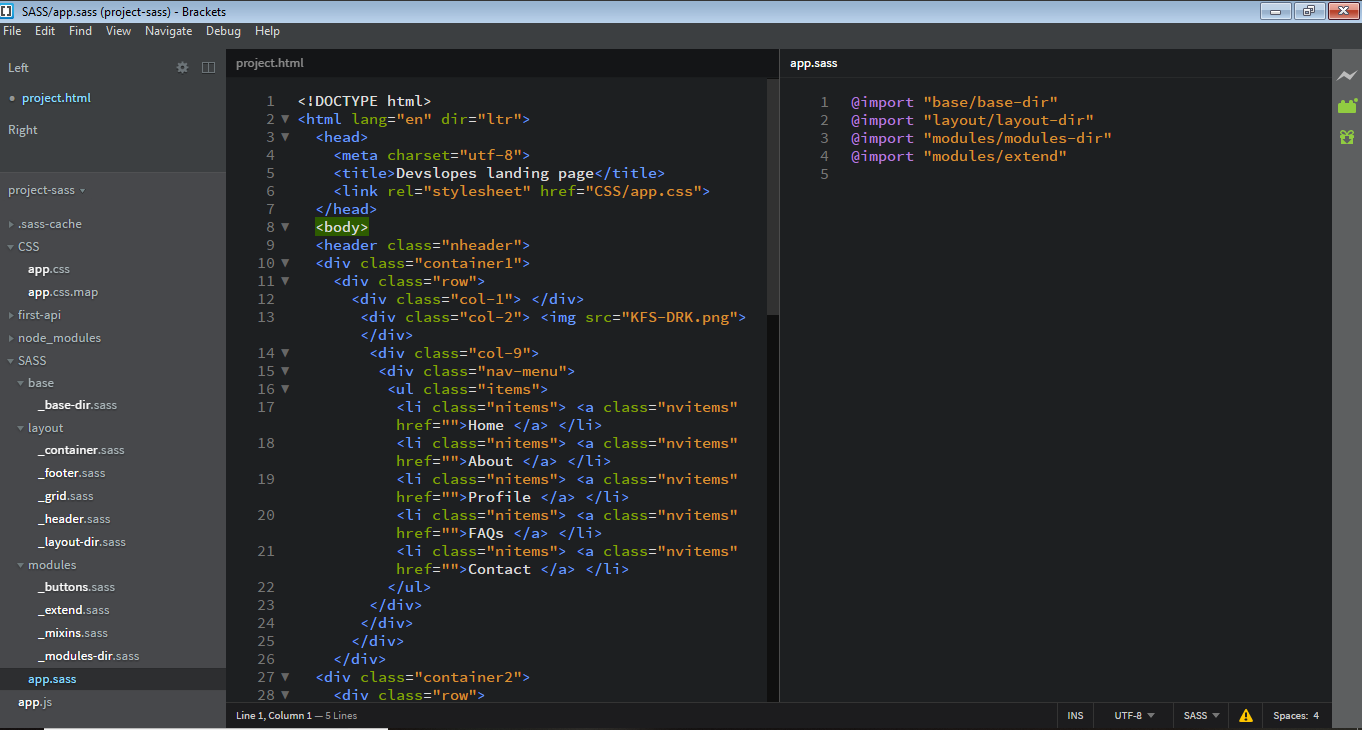 SASS/app.sass (project-sass) - Brackets
File Edit Find View Navigate Debug Help
Left
project.html
Right
project-sass
.sass-cache
CSS
app.css
app.css.map
first-api
node_modules
SASS
base
_base-dir.sass
layout
_container.sass
_footer.sass
_grid.sass
_header.sass
_layout-dir.sass
modules
_buttons.sass
_extend.sass
_mixins.sass
_modules-dir.sass
app.sass
app.js
project.html
1 <!DOCTYPE html>
2 <html lang="en" dir="ltr">
3 <head>
4 <meta charset="utf-8">
5 <title>Devslopes landing page</title>
6 <link rel="stylesheet" href="CSS/app.css">
7 </head>
8 <body>
9 <header class="nheader">
10 <div class="container1">
11 <div class="row">
12 <div class="col-1"> </div>
13 <div class="col-2"> <img src="KFS-DRK.png">
</div>
14 <div class="col-9">
15 <div class="nav-menu">
16 <ul class="items">
17 <li class="nitems"> <a class="nvitems"
href="">Home </a> </li>
18 <li class="nitems"> <a class="nvitems"
href="">About </a> </li>
19 <li class="nitems"> <a class="nvitems"
href="">Profile </a> </li>
20 <li class="nitems"> <a class="nvitems"
href="">FAQs </a> </li>
21 <li class="nitems"> <a class="nvitems"
href="">Contact </a> </li>
22 </ul>
23 </div>
24 </div>
25 </div>
26 </div>
27 <div class="container2">
28 <div class="row">
app.sass
1 @import "base/base-dir"
2 @import "layout/layout-dir"
3 @import "modules/modules-dir"
4 @import "modules/extend"
5
Line 1, Column 1 — 5 Lines
INS UTF-8 SASS Spaces: 4